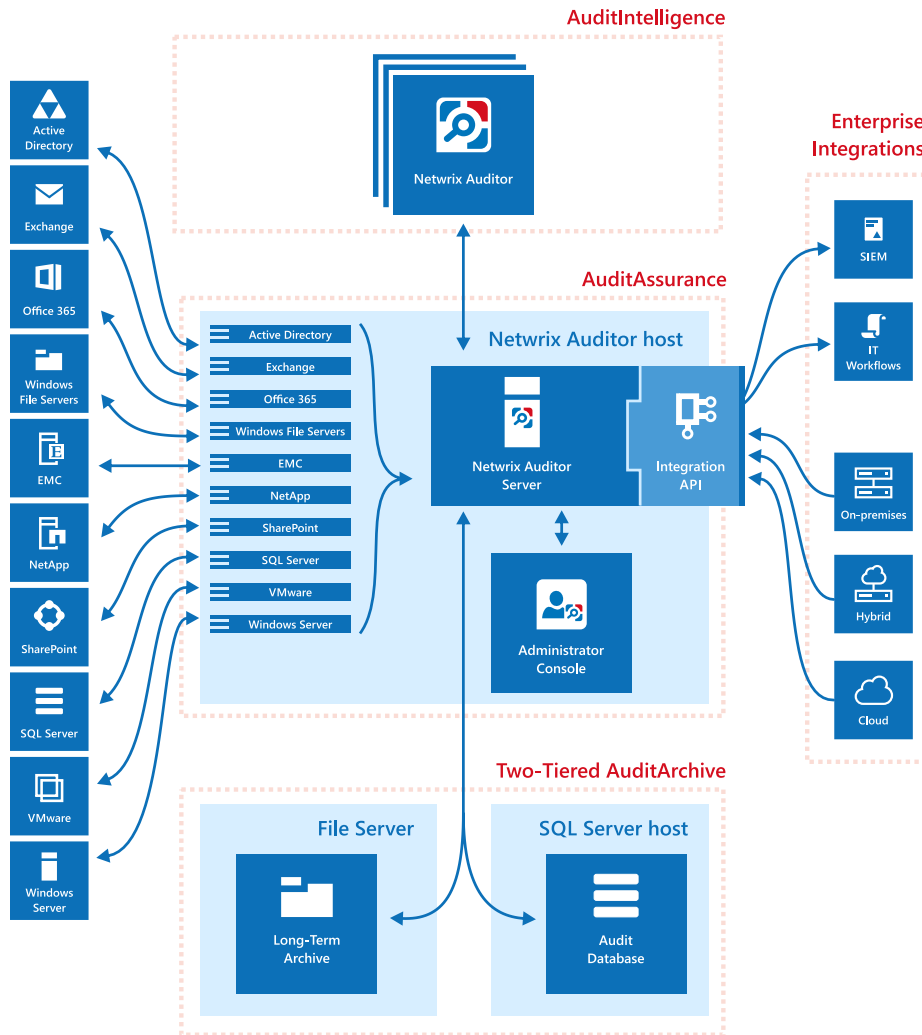 AuditIntelligence
Netwrix Auditor
Active
Directory
Exchange
Office 365
Windows
File Servers
EMC
NetApp
SharePoint
SQL Server
VMware
Windows
Server
AuditAssurance
Netwrix Auditor host
Active Directory
Exchange
Office 365
Windows File Servers
EMC
NetApp
SharePoint
SQL Server
VMware
Windows Server
Netwrix Auditor
Server
Integration
API
Administrator
Console
Enterprise
Integrations
SIEM
IT
Workflows
On-premises
Hybrid
Cloud
Two-Tiered AuditArchive
File Server
Long-Term
Archive
SQL Server host
Audit
Database